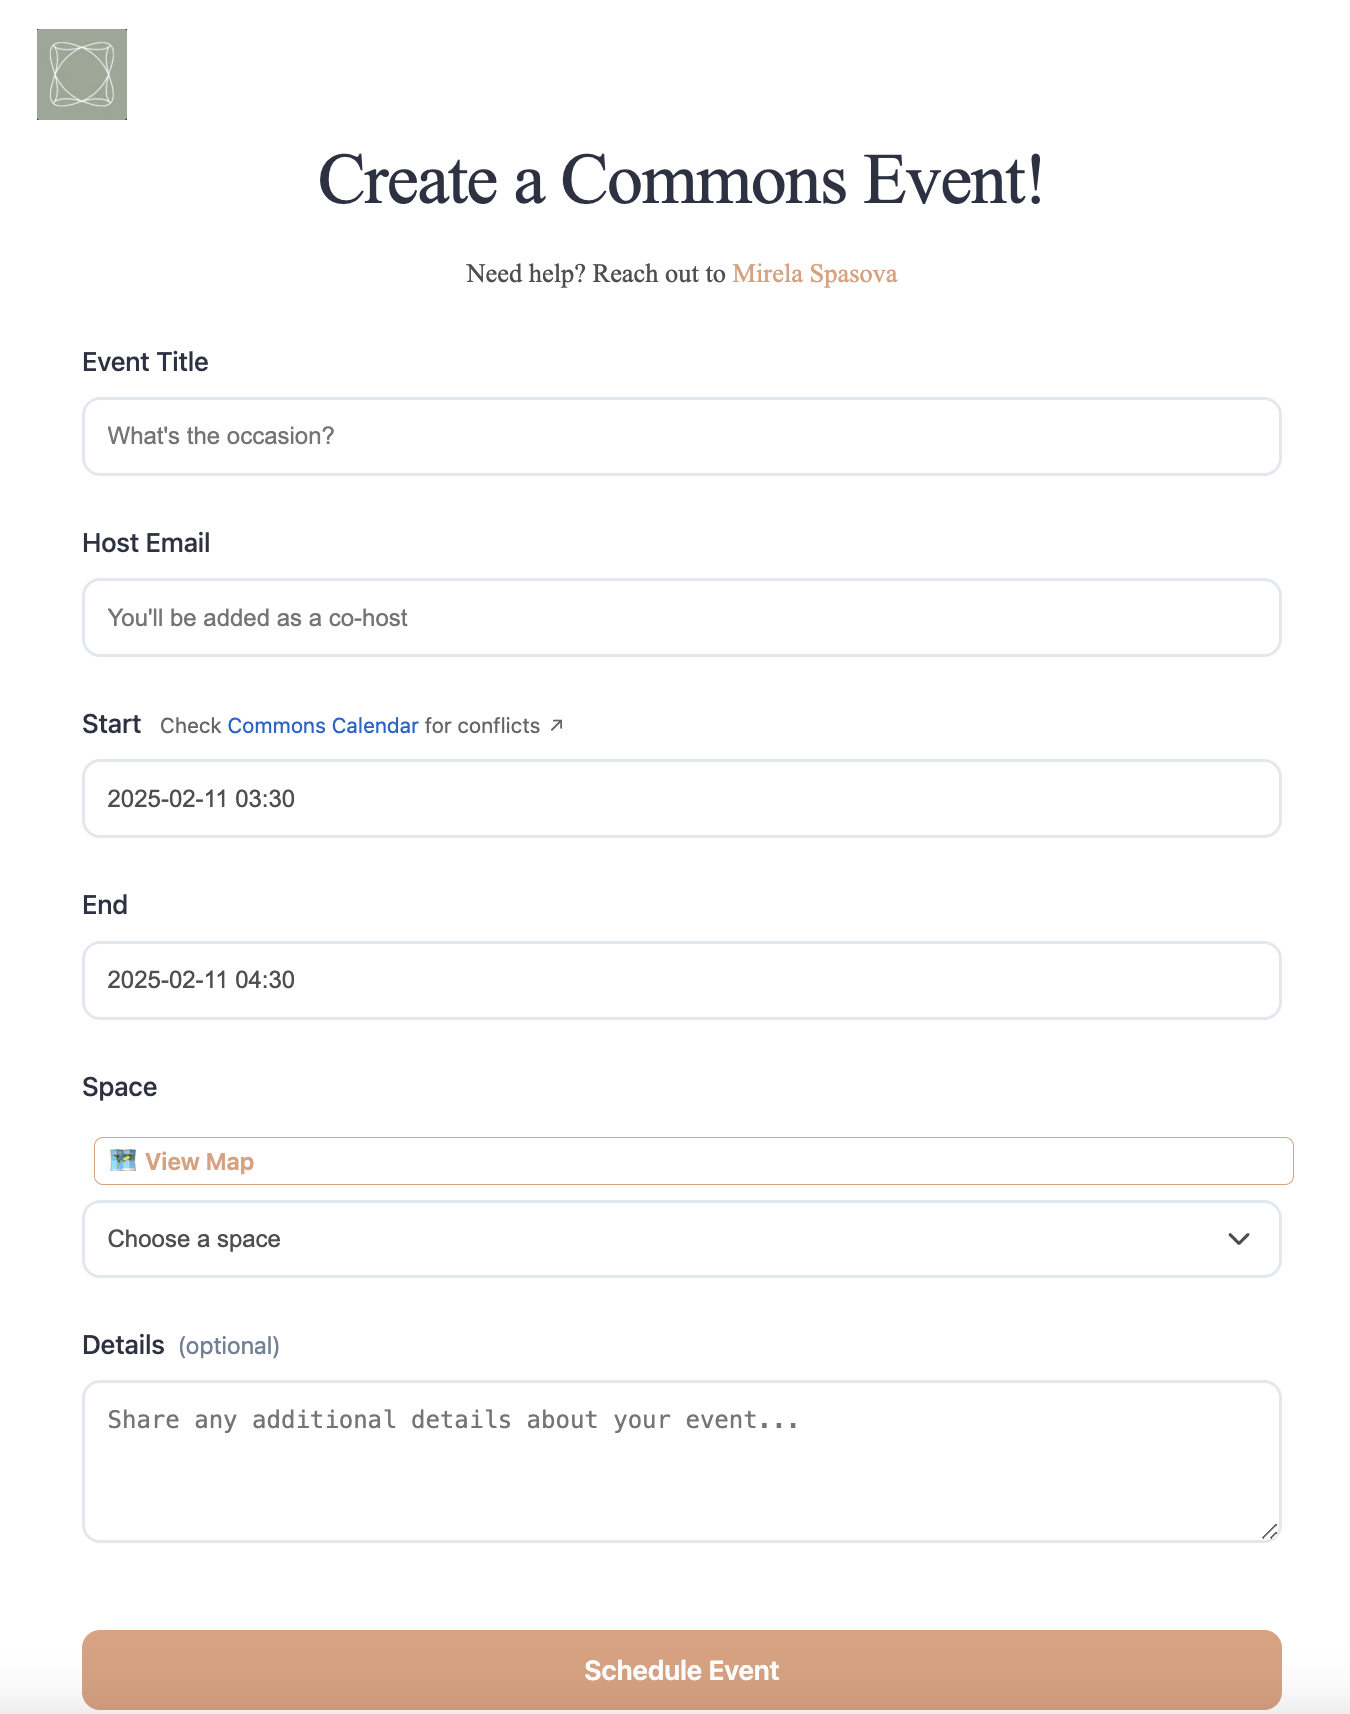 Create a Commons Event!
Need help? Reach out to Mirela Spasova
Event Title
What's the occasion?
Host Email
You'll be added as a co-host
Start Check Commons Calendar for conflicts ↗
2025-02-11 03:30
End
2025-02-11 04:30
Space
🗺️ View Map
Choose a space
Details (optional)
Share any additional details about your event...
Schedule Event